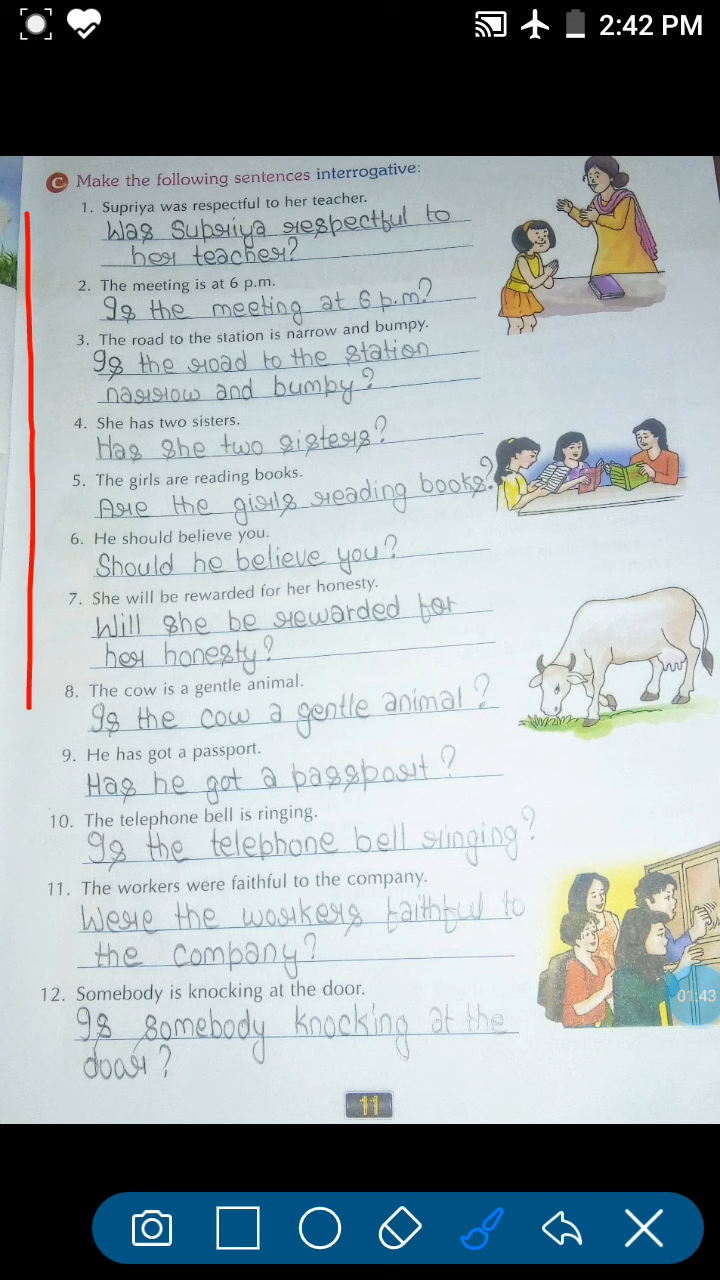 2:42 PM
C Make the following sentences interrogative:
1. Supriya was respectful to her teacher.
Was Supriya respectful to
her teacher?
2. The meeting is at 6 p.m.
Is the meeting at 6 p.m?
3. The road to the station is narrow and bumpy.
Is the road to the station
narrow and bumpy?
4. She has two sisters.
Has she two sisters?
5. The girls are reading books.
Are the girls reading books?
6. He should believe you.
Should he believe you?
7. She will be rewarded for her honesty.
Will she be rewarded for
her honesty?
8. The cow is a gentle animal.
Is the cow a gentle animal?
9. He has got a passport.
Has he got a passport?
10. The telephone bell is ringing.
Is the telephone bell ringing?
11. The workers were faithful to the company.
Were the workers faithful to
the company?
12. Somebody is knocking at the door.
Is somebody knocking at the
door?
01:43
11